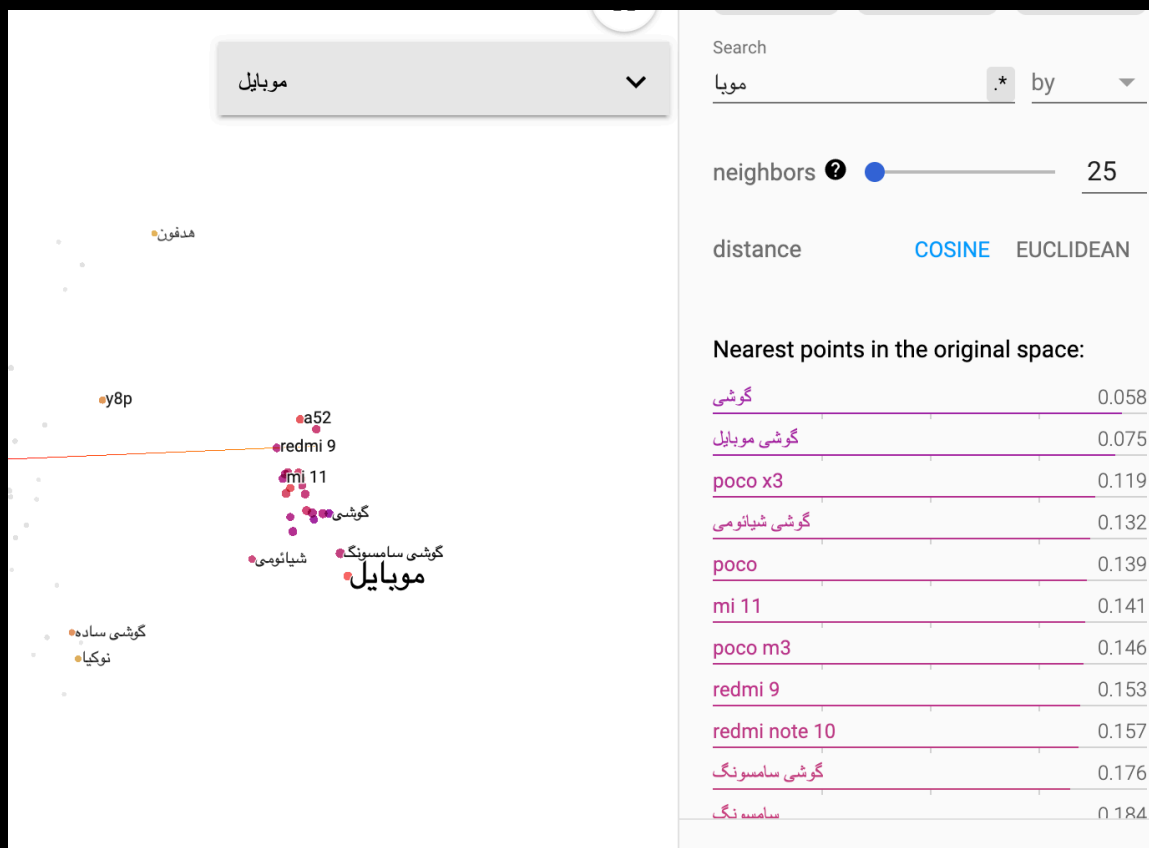 موبایل
هدفون
y8p
a52
redmi 9
mi 11
گوشی
گوشی سامسونگ
شیائومی
موبایل
گوشی ساده
نوکیا
Search
موبا
.*
by
neighbors ?
25
distance
COSINE
EUCLIDEAN
Nearest points in the original space:
گوشی 0.058
گوشی موبایل 0.075
poco x3 0.119
گوشی شیائومی 0.132
poco 0.139
mi 11 0.141
poco m3 0.146
redmi 9 0.153
redmi note 10 0.157
گوشی سامسونگ 0.176
سامسونگ 0.184